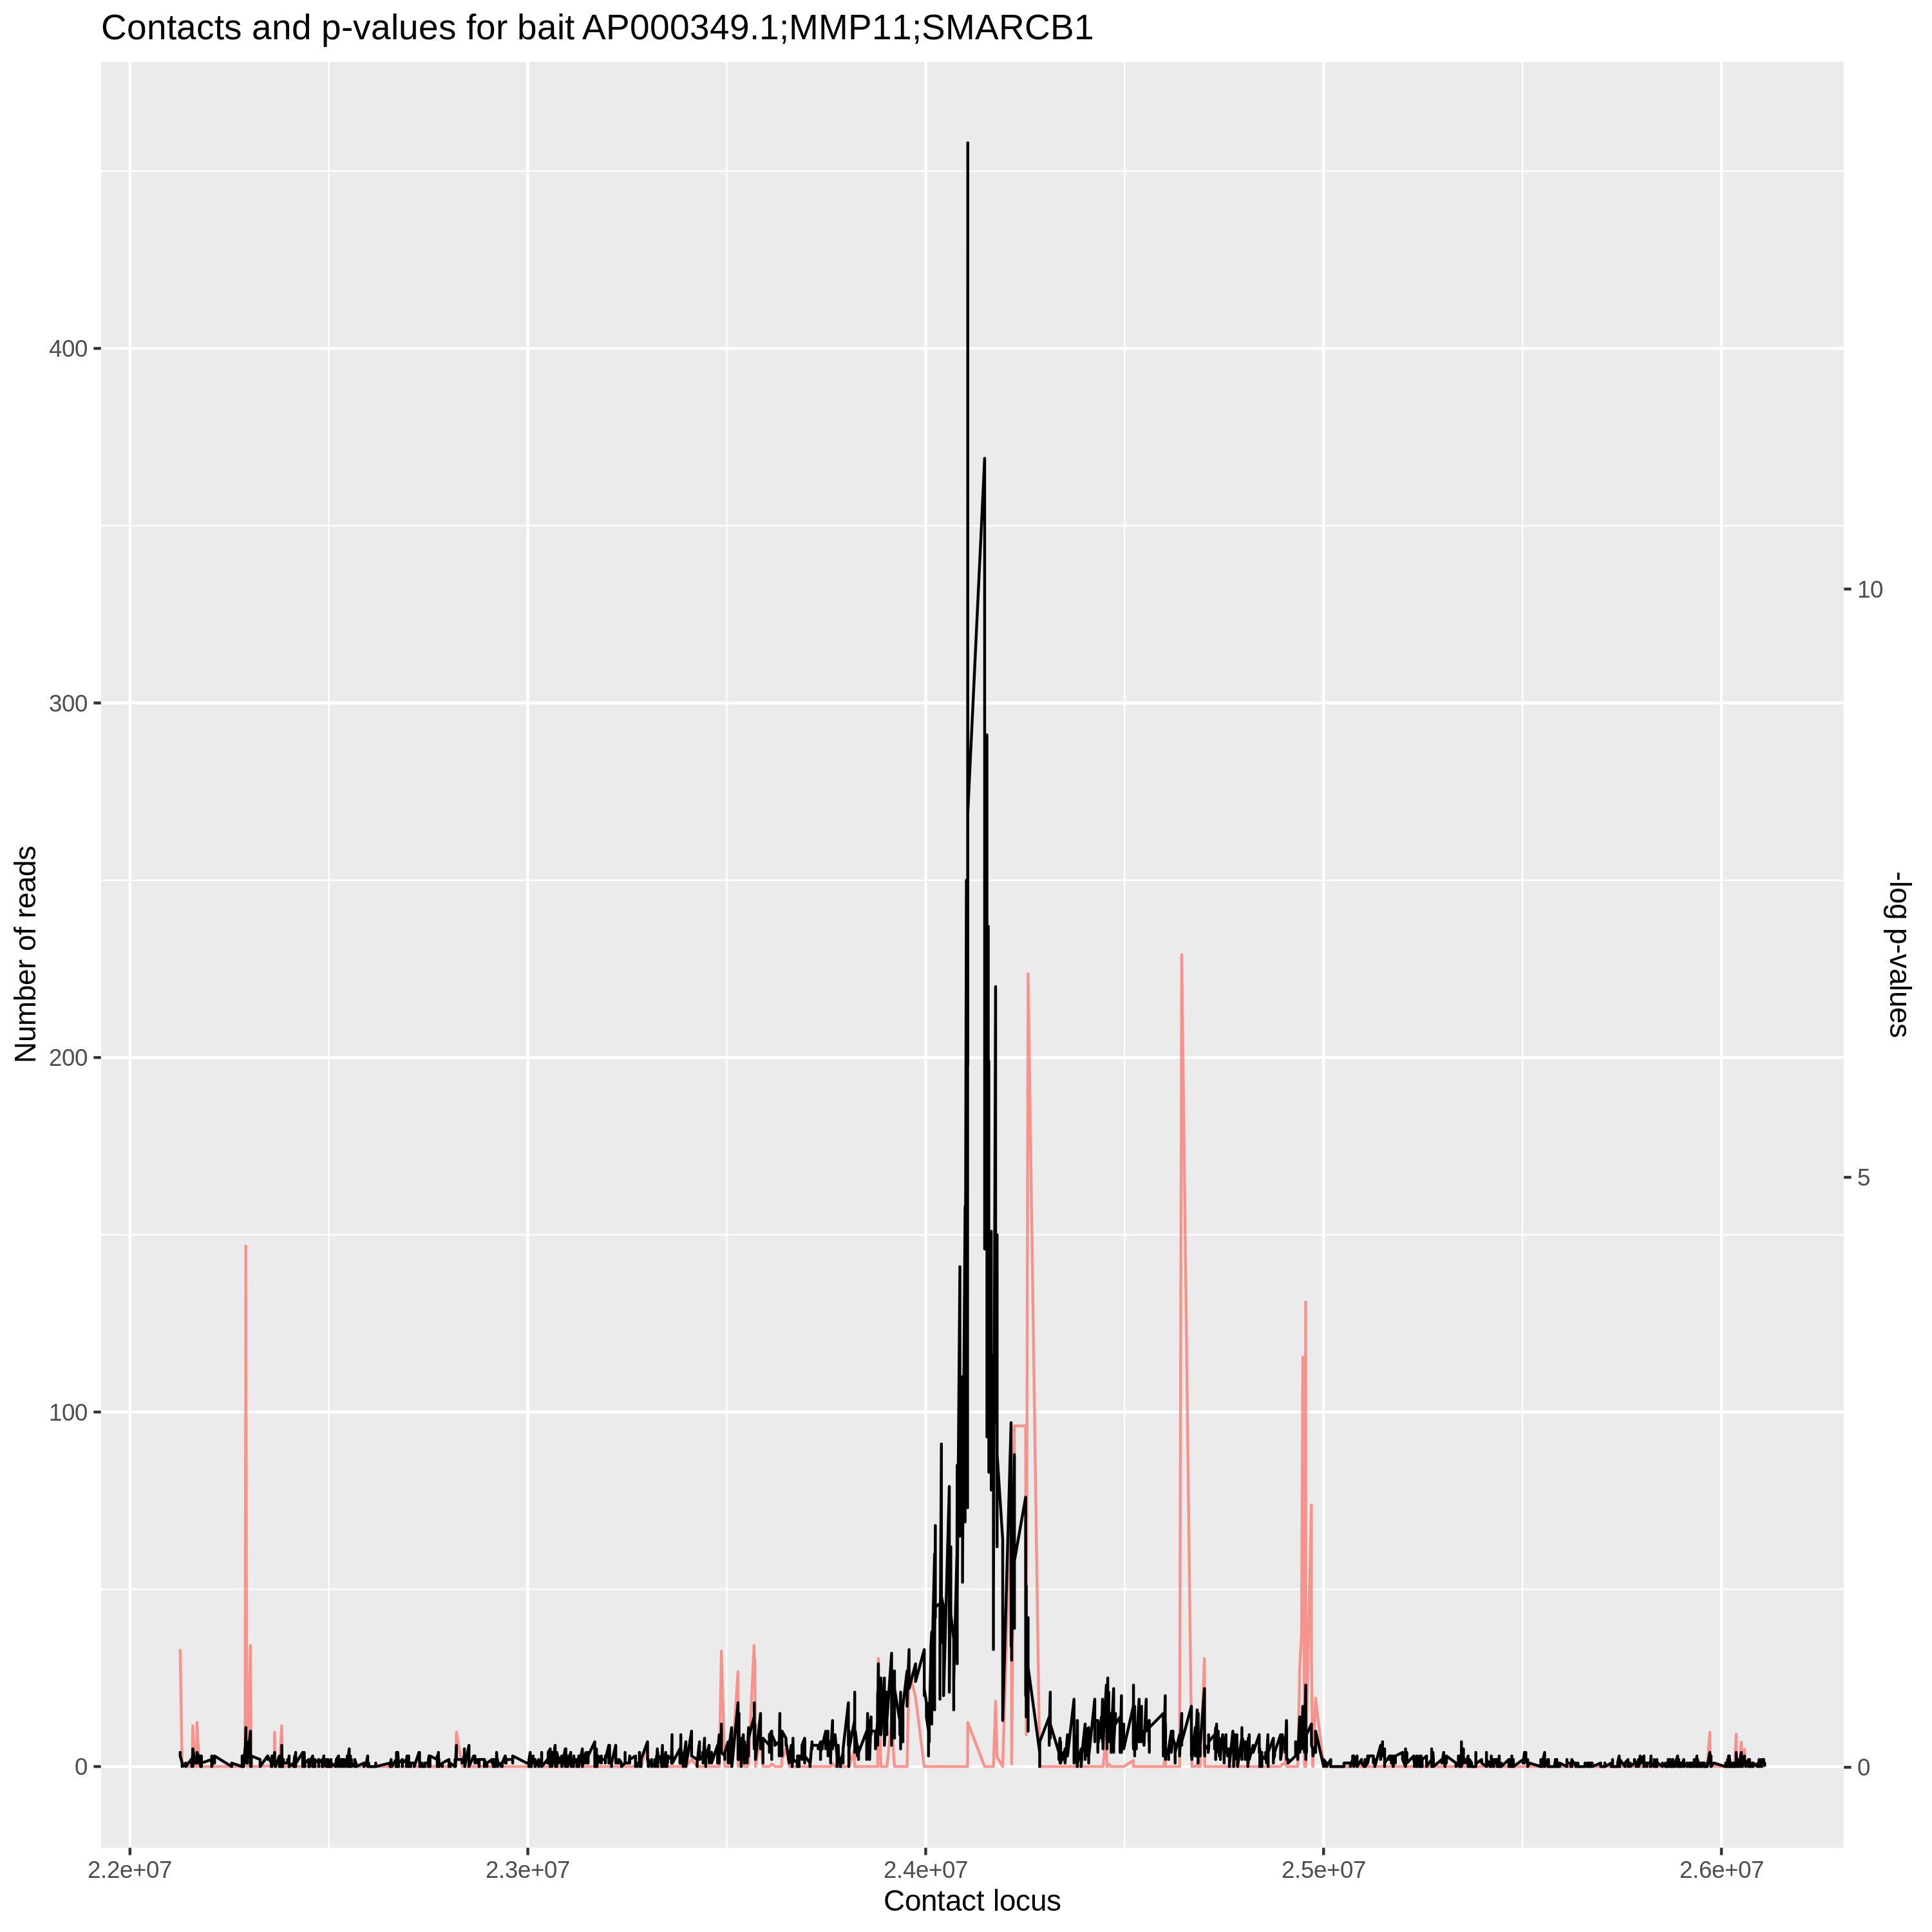 Contacts and p-values for bait AP000349.1;MMP11;SMARCB1
400
300
200
100
0
Number of reads
10
5
0
-log p-values
2.2e+07
2.3e+07
2.4e+07
2.5e+07
2.6e+07
Contact locus